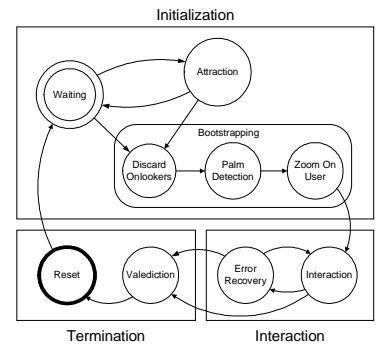 Initialization
Attraction
Waiting
Bootstrapping
Discard
Onlookers
Palm
Detection
Zoom On
User
Reset
Valediction
Error
Recovery
Interaction
Termination
Interaction